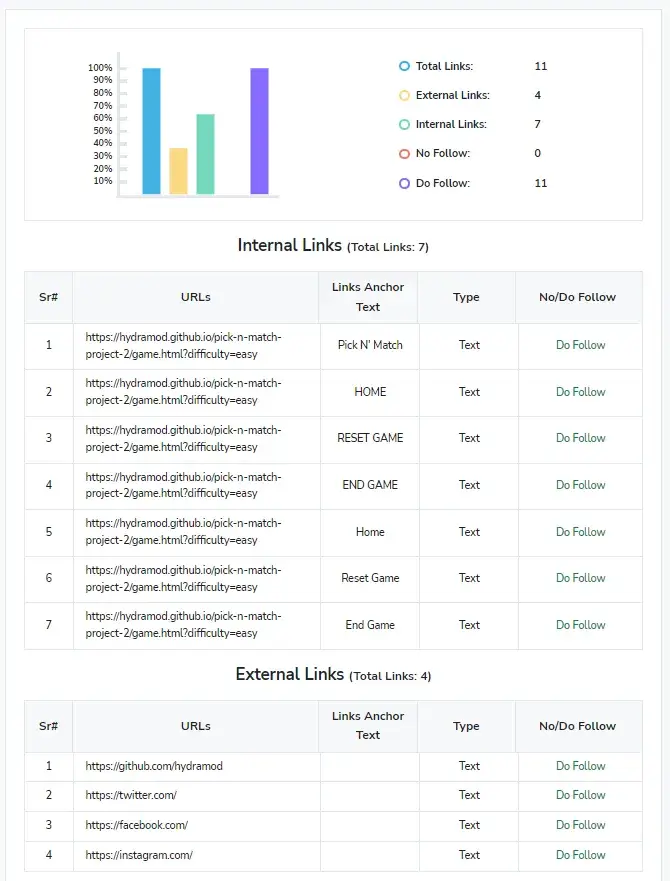 100%
90%
80%
70%
60%
50%
40%
30%
20%
10%
Total Links: 11
External Links: 4
Internal Links: 7
No Follow: 0
Do Follow: 11
Internal Links (Total Links: 7)
Sr# URLs Links Anchor Text Type No/Do Follow
1 https://hydramod.github.io/pick-n-match-
project-2/game.html?difficulty=easy Pick N' Match Text Do Follow
2 https://hydramod.github.io/pick-n-match-
project-2/game.html?difficulty=easy HOME Text Do Follow
3 https://hydramod.github.io/pick-n-match-
project-2/game.html?difficulty=easy RESET GAME Text Do Follow
4 https://hydramod.github.io/pick-n-match-
project-2/game.html?difficulty=easy END GAME Text Do Follow
5 https://hydramod.github.io/pick-n-match-
project-2/game.html?difficulty=easy Home Text Do Follow
6 https://hydramod.github.io/pick-n-match-
project-2/game.html?difficulty=easy Reset Game Text Do Follow
7 https://hydramod.github.io/pick-n-match-
project-2/game.html?difficulty=easy End Game Text Do Follow
External Links (Total Links: 4)
Sr# URLs Links Anchor Text Type No/Do Follow
1 https://github.com/hydramod Text Do Follow
2 https://twitter.com/ Text Do Follow
3 https://facebook.com/ Text Do Follow
4 https://instagram.com/ Text Do Follow